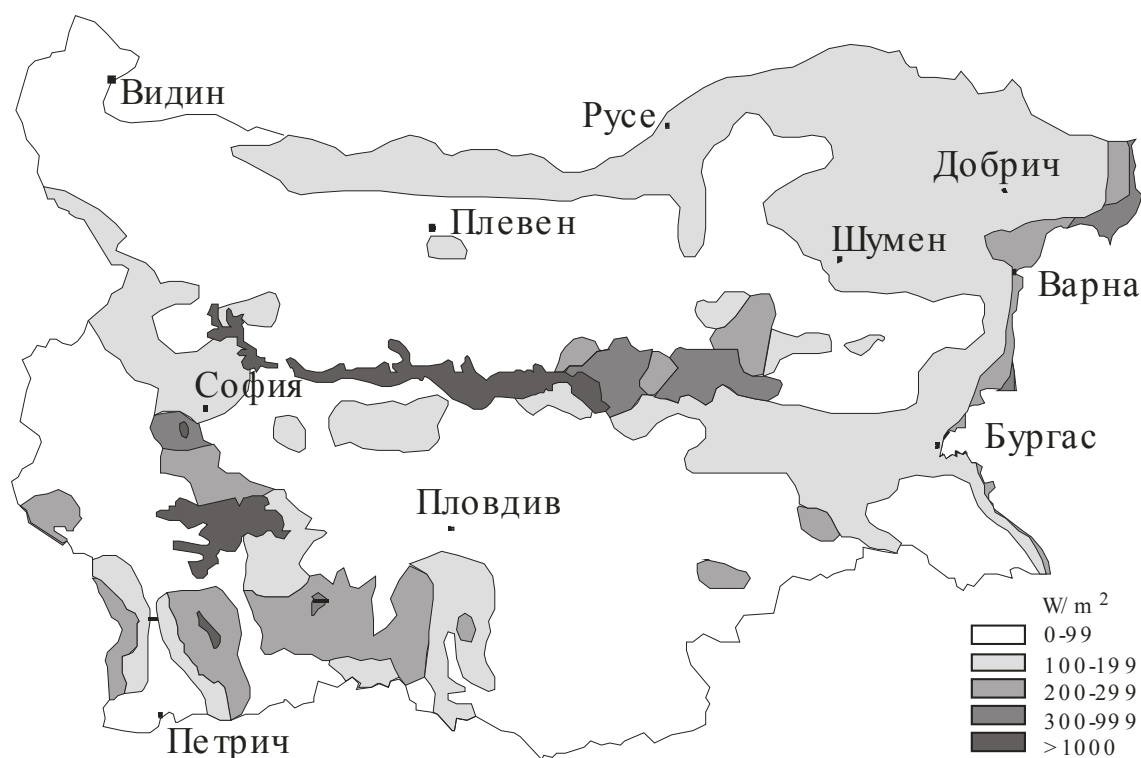 Видин
Русе
Добрич
Плевен
Шумен
Варна
София
Бургас
Пловдив
Петрич
W/m²
0-99
100-199
200-299
300-999
>1000